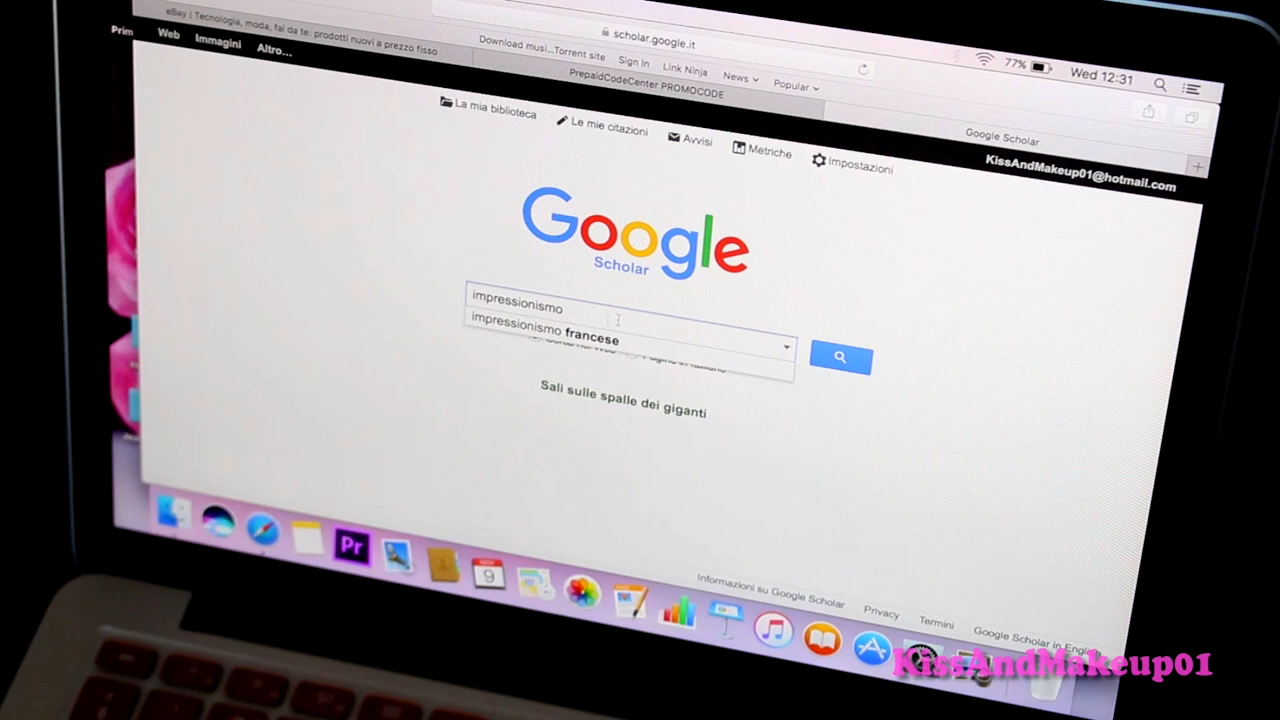 scholar.google.it
77%
Wed 12:31
Download musi...Torrent site
Sign In
Link Ninja
News
Popular
eBay | Tecnologia, moda, fai da te: prodotti nuovi a prezzo fisso
PrepaidCodeCenter PROMOCODE
Google Scholar
Prim
Web
Immagini
Altro...
KissAndMakeup01@hotmail.com
La mia biblioteca
Le mie citazioni
Avvisi
Metriche
Impostazioni
Google
Scholar
impressionismo
impressionismo francese
Sali sulle spalle dei giganti
Informazioni su Google Scholar
Privacy
Termini
Google Scholar in English
Pr
9
KissAndMakeup01